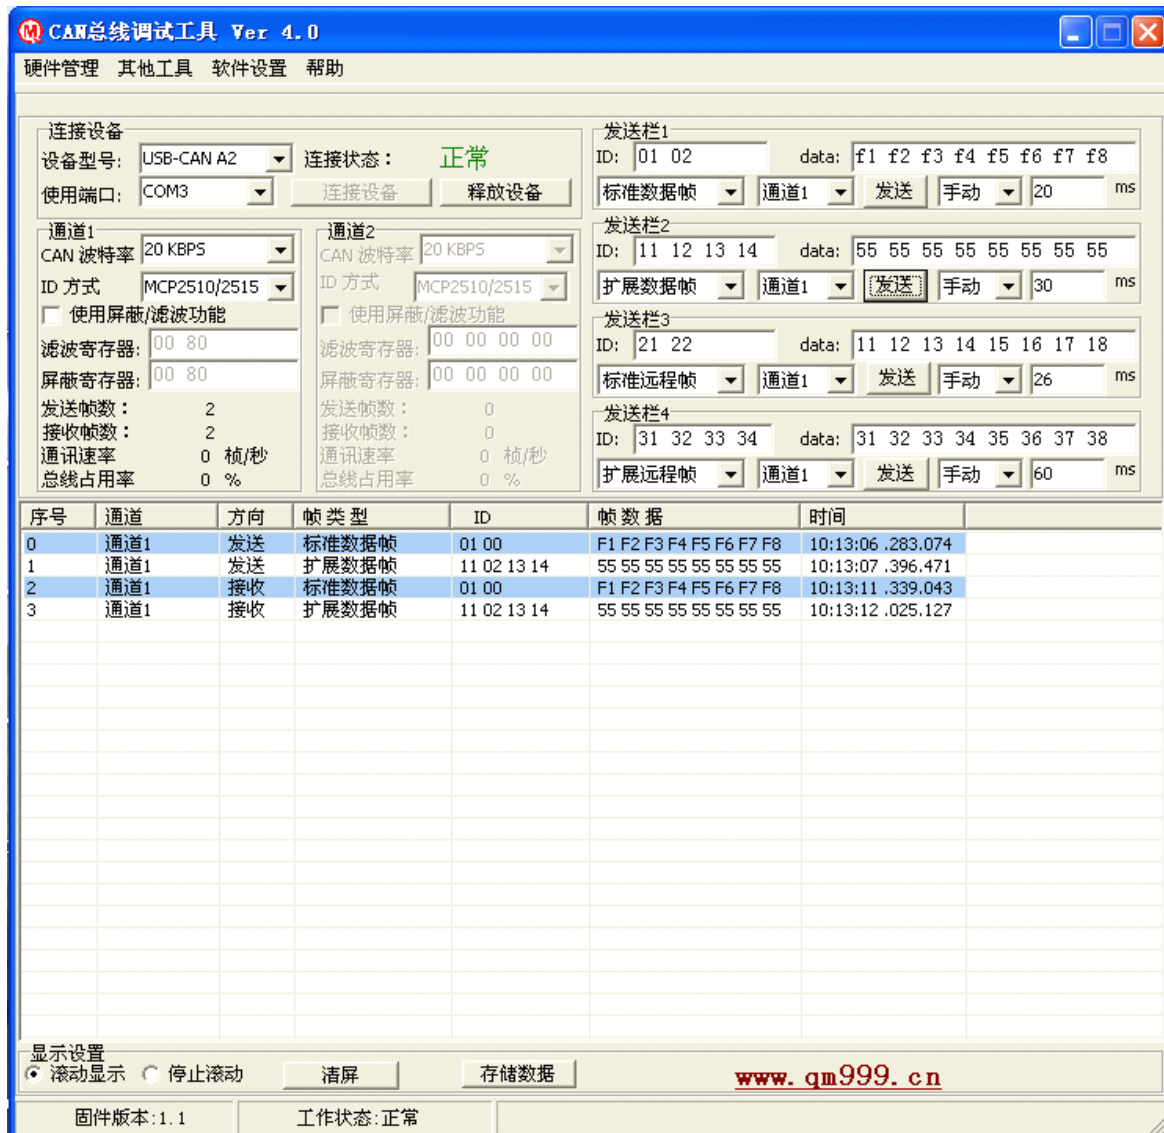 CAN总线调试工具 Ver 4.0
硬件管理 其他工具 软件设置 帮助
连接设备
设备型号: USB-CAN A2 连接状态： 正常
使用端口: COM3 连接设备 释放设备
通道1
CAN 波特率 20 KBPS
ID 方式 MCP2510/2515
使用屏蔽/滤波功能
滤波寄存器: 00 80
屏蔽寄存器: 00 80
发送帧数： 2
接收帧数： 2
通讯速率 0 桢/秒
总线占用率 0 %
通道2
CAN 波特率 20 KBPS
ID 方式 MCP2510/2515
使用屏蔽/滤波功能
滤波寄存器: 00 00 00 00
屏蔽寄存器: 00 00 00 00
发送帧数： 0
接收帧数： 0
通讯速率 0 桢/秒
总线占用率 0 %
发送栏1
ID: 01 02 data: f1 f2 f3 f4 f5 f6 f7 f8
标准数据帧 通道1 发送 手动 20 ms
发送栏2
ID: 11 12 13 14 data: 55 55 55 55 55 55 55 55
扩展数据帧 通道1 发送 手动 30 ms
发送栏3
ID: 21 22 data: 11 12 13 14 15 16 17 18
标准远程帧 通道1 发送 手动 26 ms
发送栏4
ID: 31 32 33 34 data: 31 32 33 34 35 36 37 38
扩展远程帧 通道1 发送 手动 60 ms
序号 通道 方向 帧类型 ID 帧数据 时间
0 通道1 发送 标准数据帧 01 00 F1 F2 F3 F4 F5 F6 F7 F8 10:13:06 .283.074
1 通道1 发送 扩展数据帧 11 02 13 14 55 55 55 55 55 55 55 55 10:13:07 .396.471
2 通道1 接收 标准数据帧 01 00 F1 F2 F3 F4 F5 F6 F7 F8 10:13:11 .339.043
3 通道1 接收 扩展数据帧 11 02 13 14 55 55 55 55 55 55 55 55 10:13:12 .025.127
显示设置
滚动显示 停止滚动 清屏 存储数据 www.qm999.cn
固件版本:1.1 工作状态:正常